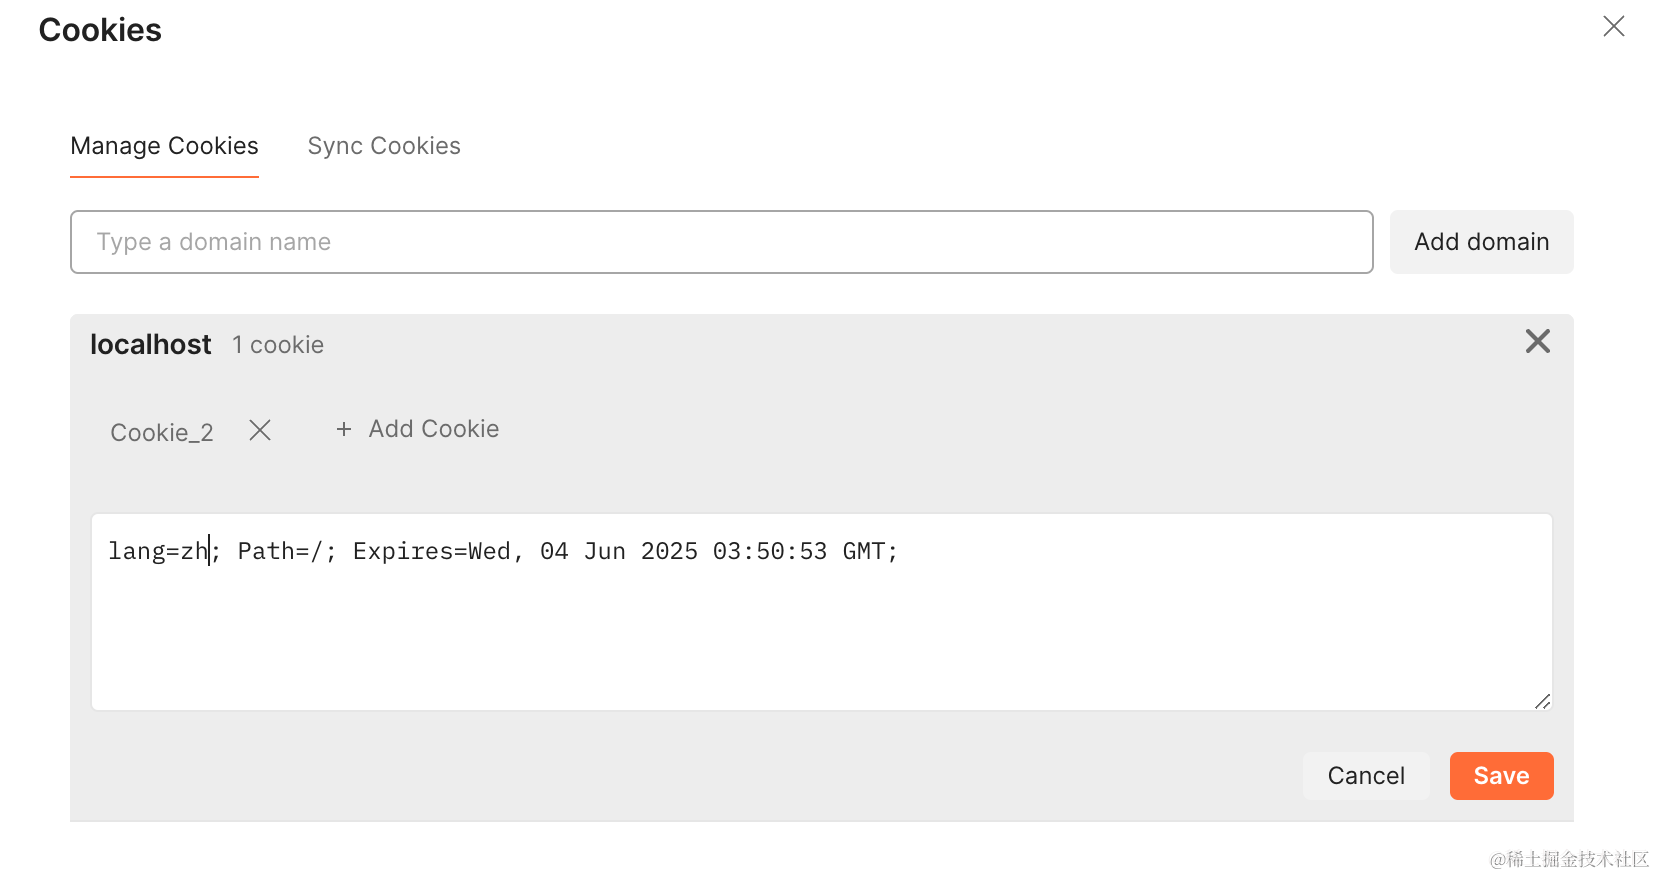 Cookies
Manage Cookies Sync Cookies
Type a domain name Add domain
localhost 1 cookie
Cookie_2 + Add Cookie
lang=zh; Path=/; Expires=Wed, 04 Jun 2025 03:50:53 GMT;
Cancel Save
@稀土掘金技术社区